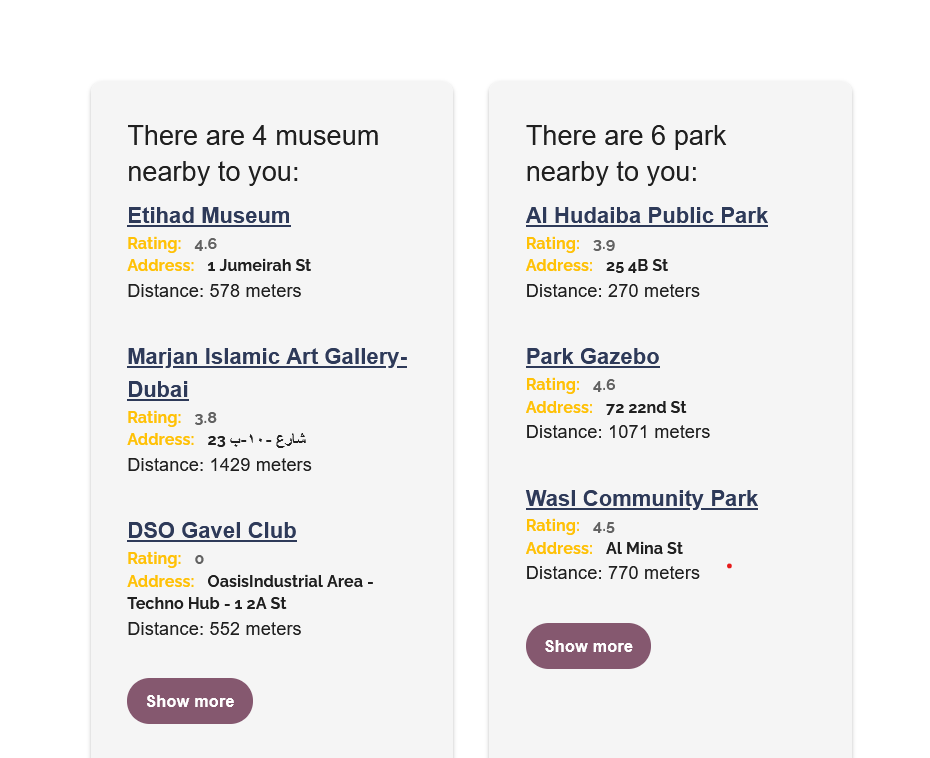 There are 4 museum
nearby to you:
Etihad Museum
Rating: 4.6
Address: 1 Jumeirah St
Distance: 578 meters
Marjan Islamic Art Gallery-
Dubai
Rating: 3.8
Address: 23 شارع -١٠-ب
Distance: 1429 meters
DSO Gavel Club
Rating: 0
Address: OasisIndustrial Area -
Techno Hub - 1 2A St
Distance: 552 meters
Show more
There are 6 park
nearby to you:
Al Hudaiba Public Park
Rating: 3.9
Address: 25 4B St
Distance: 270 meters
Park Gazebo
Rating: 4.6
Address: 72 22nd St
Distance: 1071 meters
Wasl Community Park
Rating: 4.5
Address: Al Mina St
Distance: 770 meters
Show more